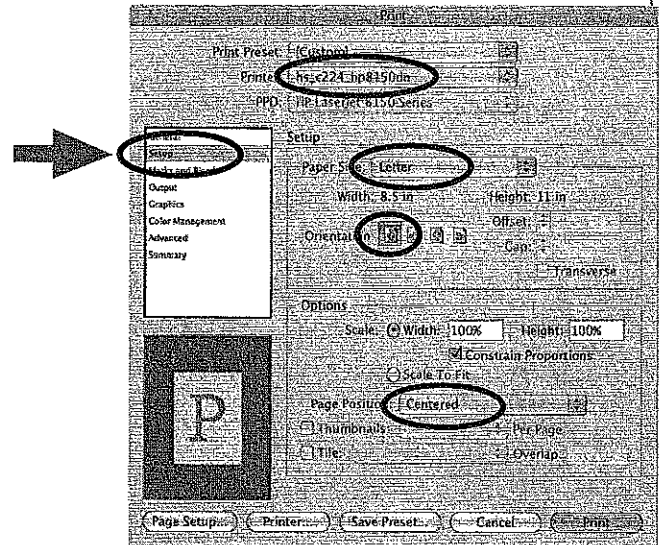 Print
Print Preset: [Custom]
Printer: hs_c224_hp8150dn
PPD: HP LaserJet 8150 Series
General
Setup
Marks and Bleed
Output
Graphics
Color Management
Advanced
Summary
Setup
Paper Size: Letter
Width: 8.5 in Height: 11 in
Orientation: Offset:
Gap:
Transverse
Options
Scale: Width: 100% Height: 100%
Constrain Proportions
Scale To Fit
Page Position: Centered
Thumbnails: Per Page
Tile: Overlap:
P
Page Setup... Printer... Save Preset... Cancel Print